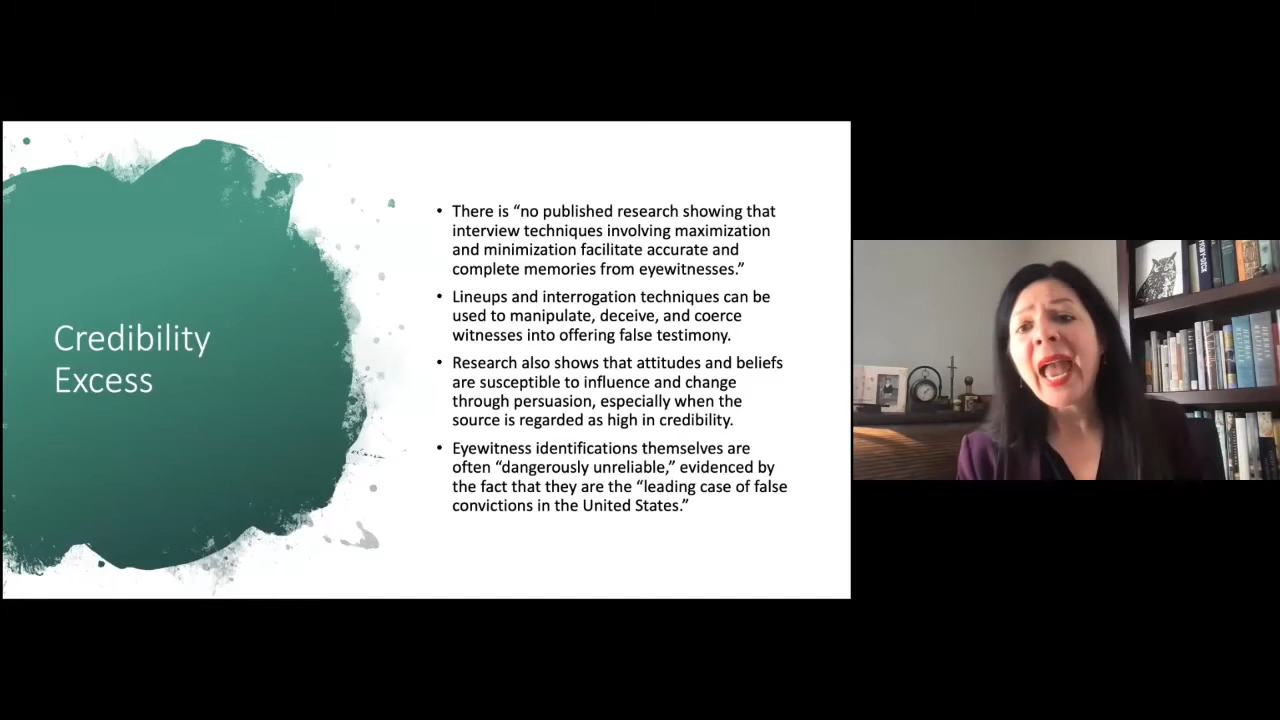 Credibility
Excess
• There is “no published research showing that
interview techniques involving maximization
and minimization facilitate accurate and
complete memories from eyewitnesses.”
• Lineups and interrogation techniques can be
used to manipulate, deceive, and coerce
witnesses into offering false testimony.
• Research also shows that attitudes and beliefs
are susceptible to influence and change
through persuasion, especially when the
source is regarded as high in credibility.
• Eyewitness identifications themselves are
often “dangerously unreliable,” evidenced by
the fact that they are the “leading case of false
convictions in the United States.”